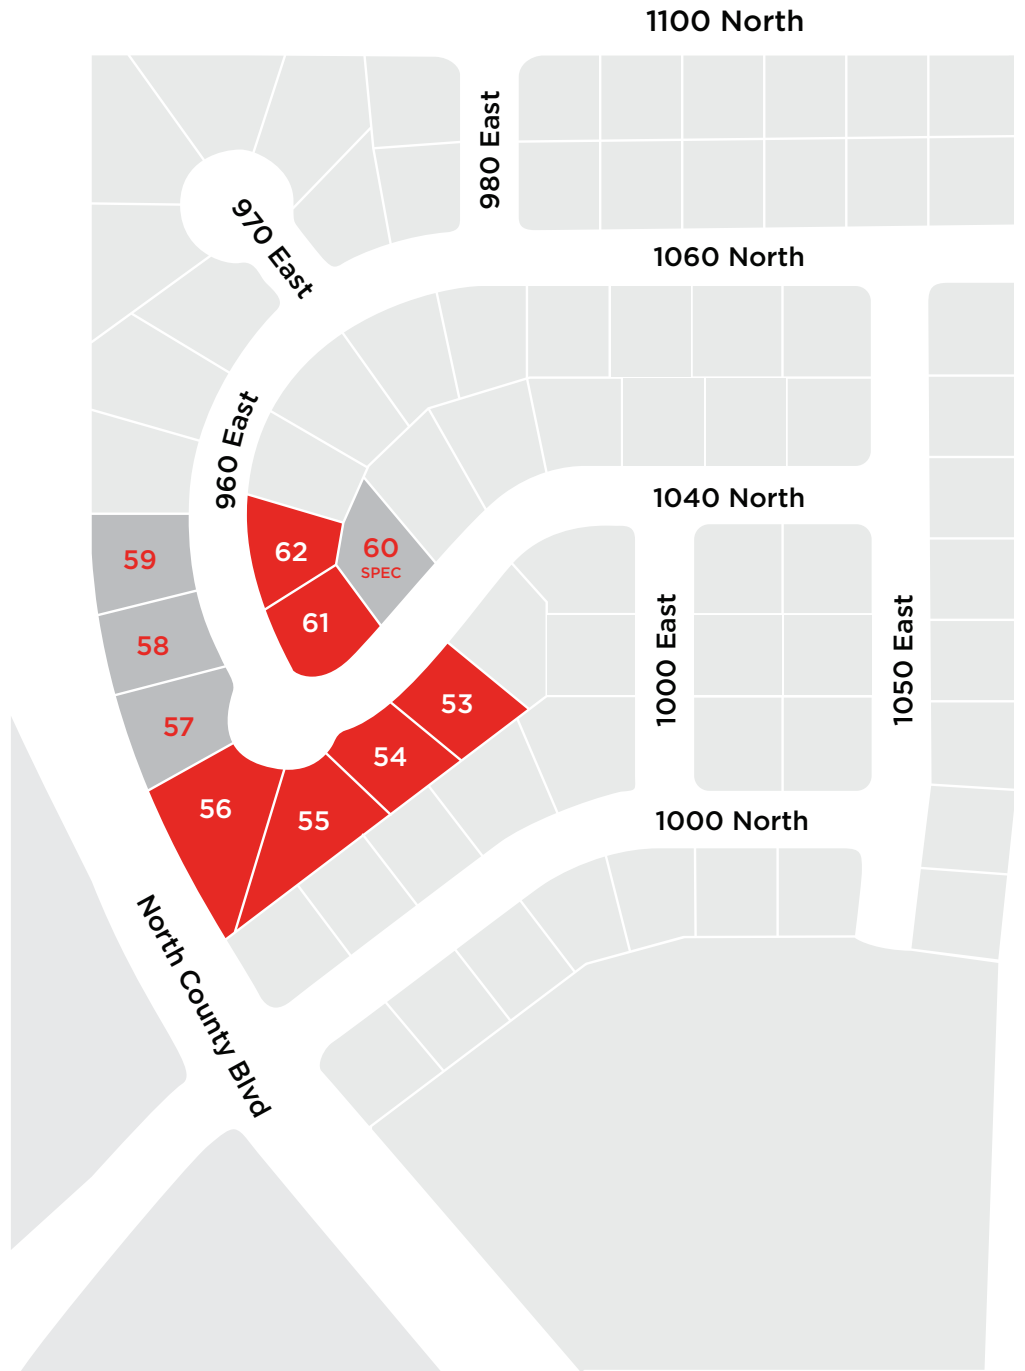 1100 North
980 East
970 East
1060 North
960 East
1040 North
59
62
60
SPEC
61
58
1000 East
1050 East
57
53
54
56
55
1000 North
North County Blvd